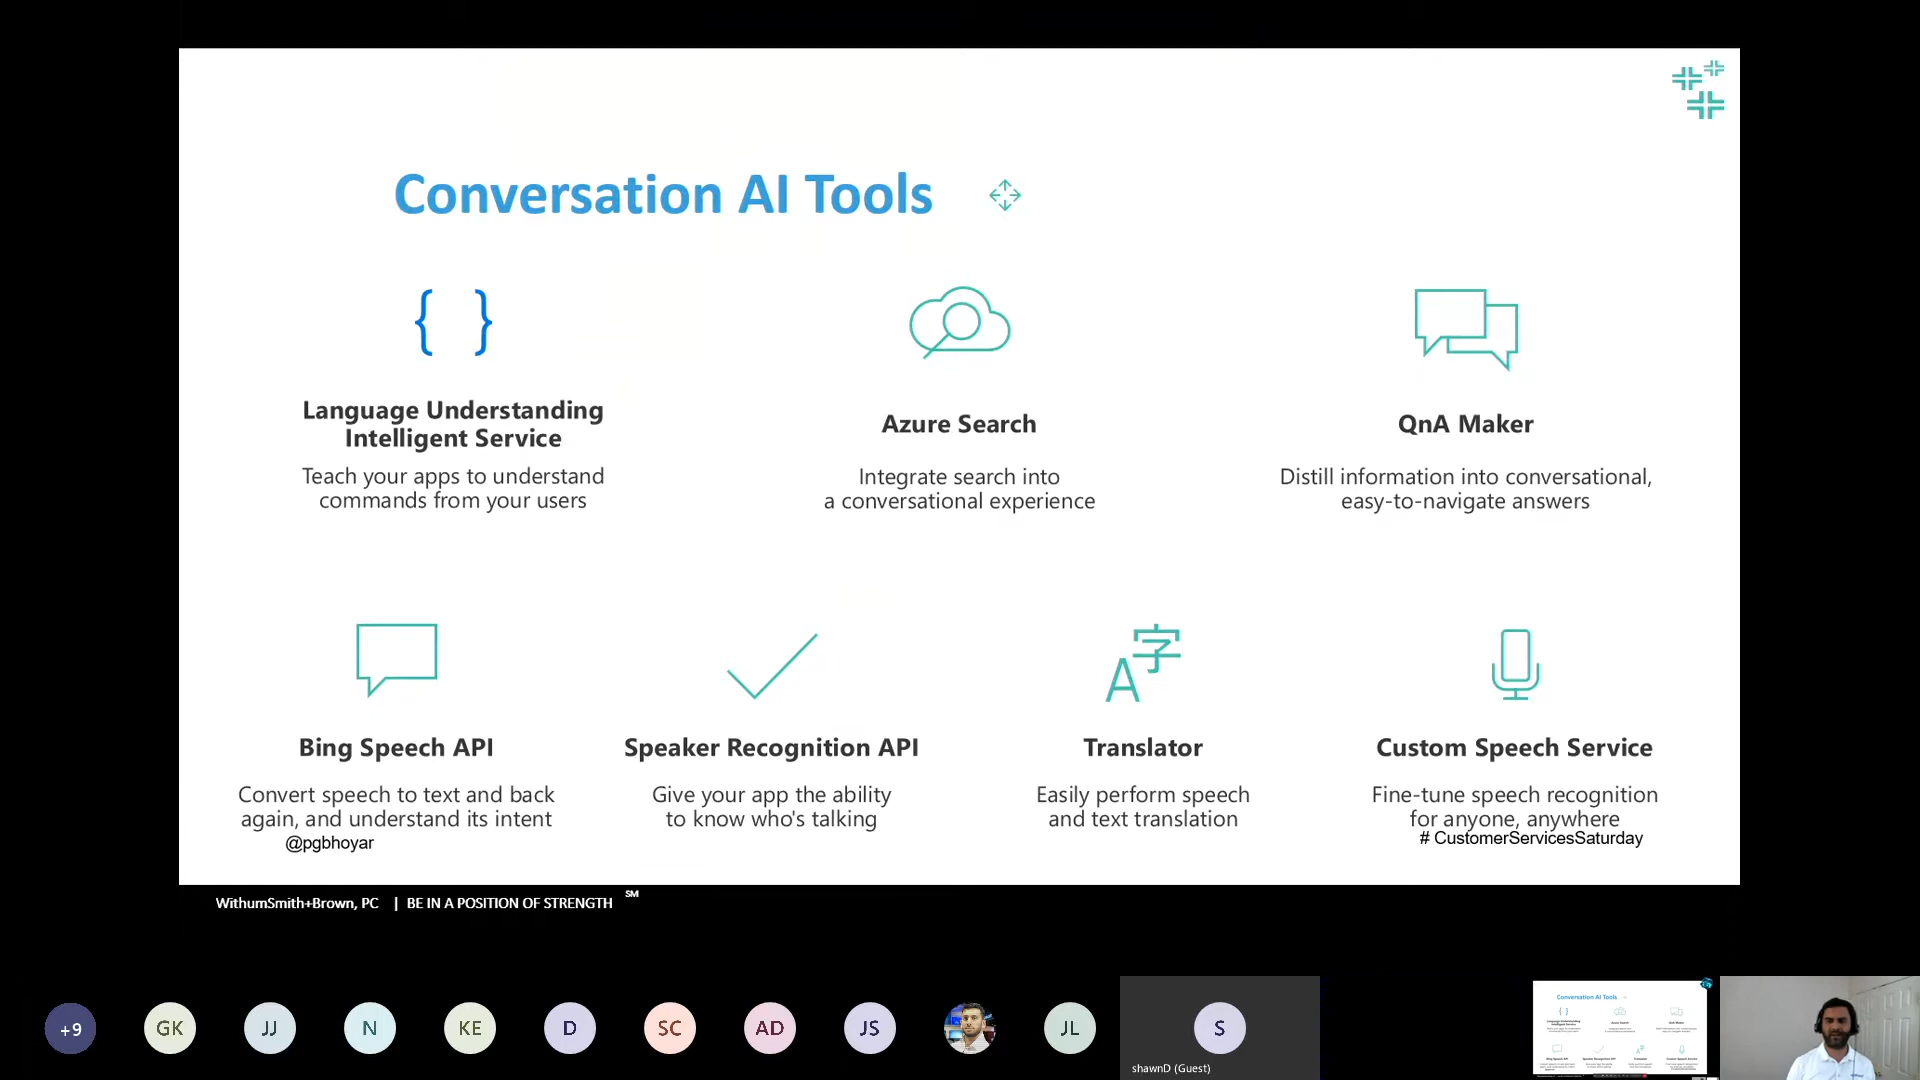 Conversation AI Tools
{ }
Language Understanding
Intelligent Service
Teach your apps to understand
commands from your users
Azure Search
Integrate search into
a conversational experience
QnA Maker
Distill information into conversational,
easy-to-navigate answers
Bing Speech API
Convert speech to text and back
again, and understand its intent
@pgbhoyar
Speaker Recognition API
Give your app the ability
to know who's talking
A字
Translator
Easily perform speech
and text translation
Custom Speech Service
Fine-tune speech recognition
for anyone, anywhere
# CustomerServicesSaturday
WithumSmith+Brown, PC | BE IN A POSITION OF STRENGTH SM
+9 GK JJ N KE D SC AD JS JL S
shawnD (Guest)
Conversation AI Tools